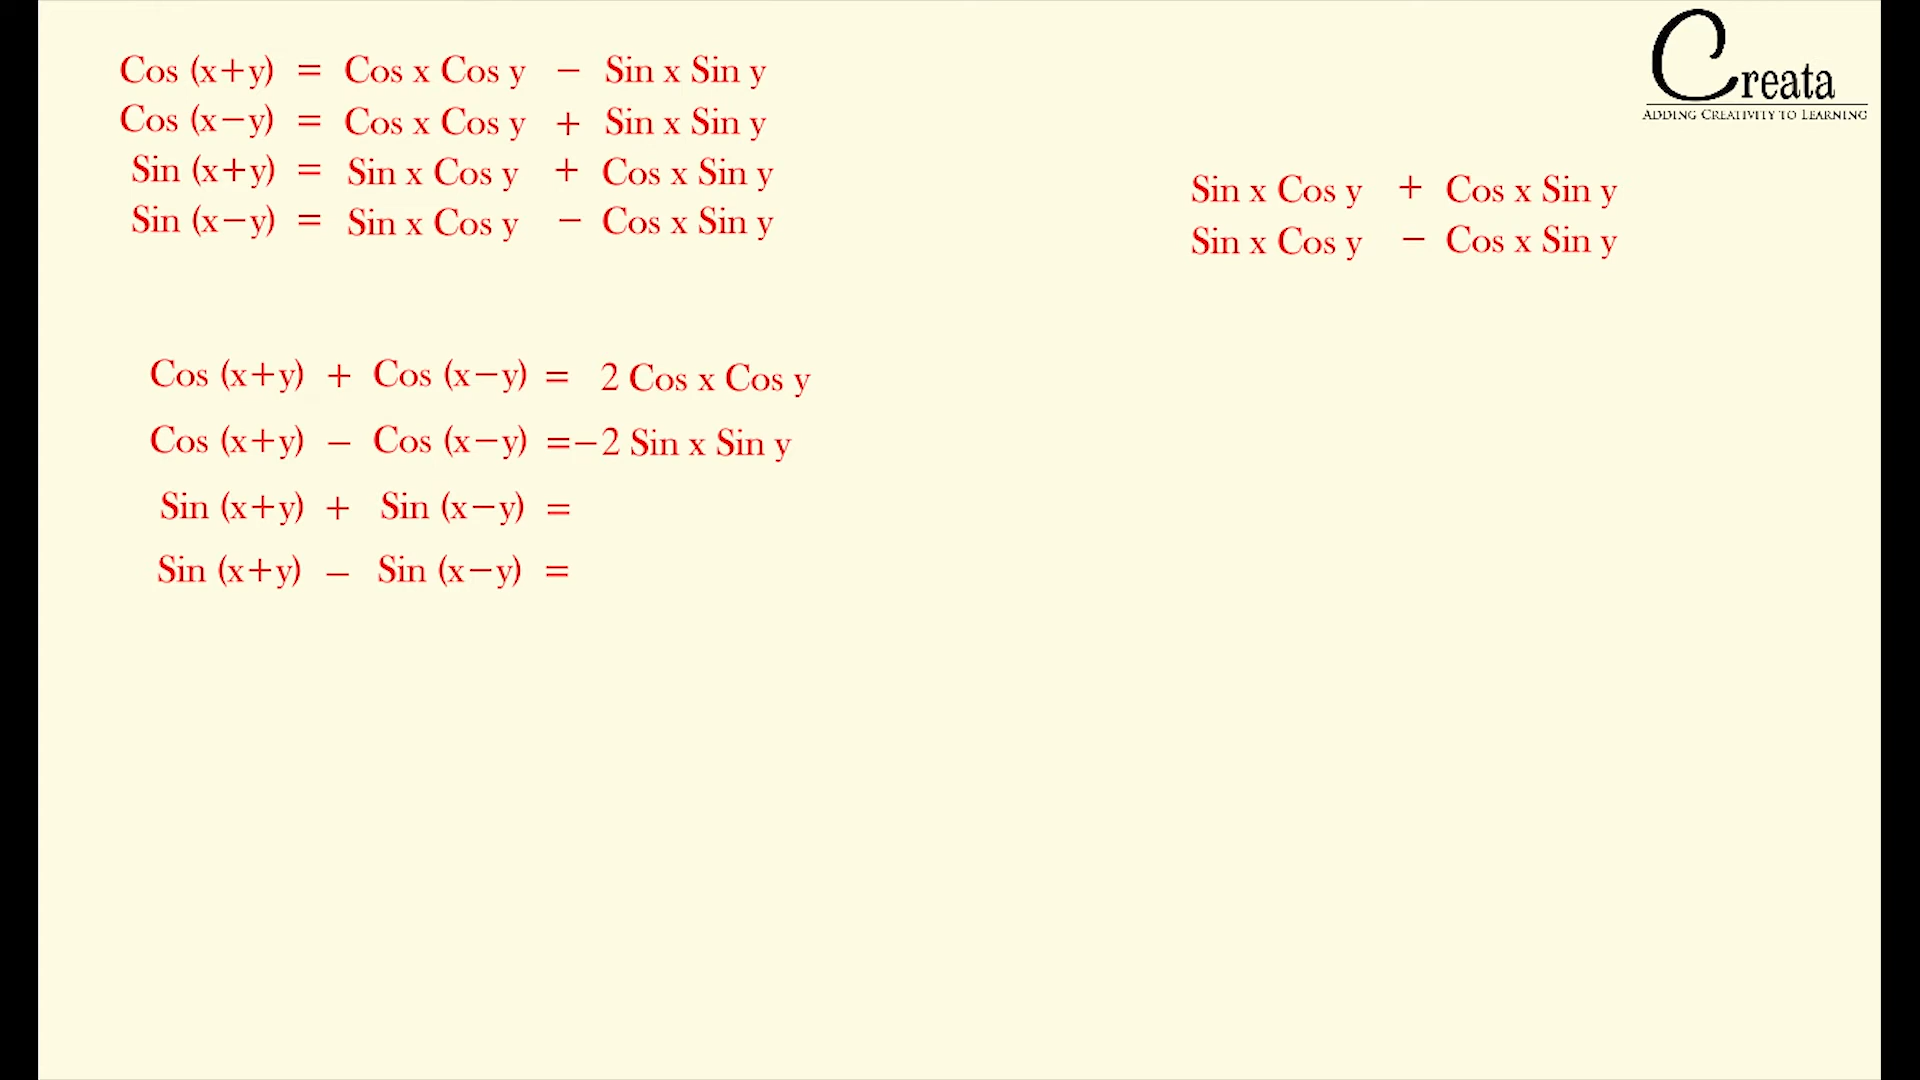 Cos (x+y) = Cos x Cos y − Sin x Sin y
Cos (x−y) = Cos x Cos y + Sin x Sin y
Sin (x+y) = Sin x Cos y + Cos x Sin y
Sin (x−y) = Sin x Cos y − Cos x Sin y
Creata
ADDING CREATIVITY TO LEARNING
Sin x Cos y + Cos x Sin y
Sin x Cos y − Cos x Sin y
Cos (x+y) + Cos (x−y) = 2 Cos x Cos y
Cos (x+y) − Cos (x−y) =−2 Sin x Sin y
Sin (x+y) + Sin (x−y) =
Sin (x+y) − Sin (x−y) =